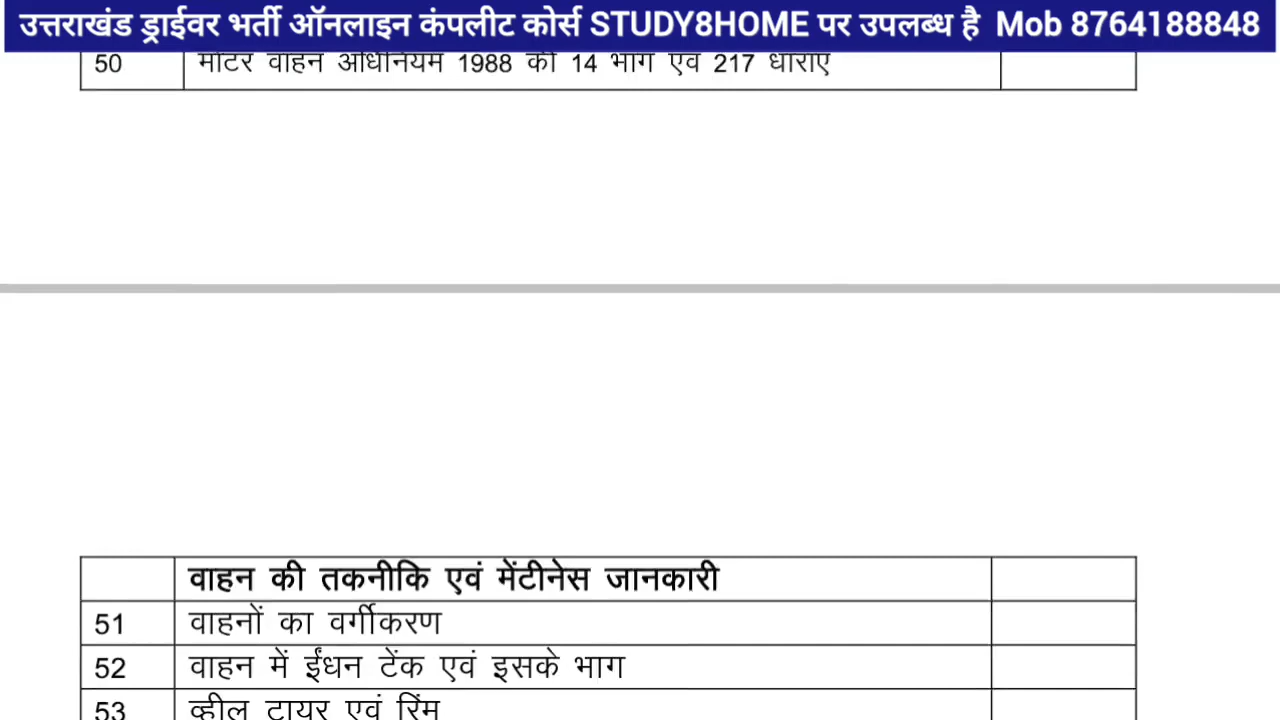 उत्तराखंड ड्राईवर भर्ती ऑनलाइन कंपलीट कोर्स STUDY8HOME पर उपलब्ध है Mob 8764188848
50 मोटर वाहन अधिनियम 1988 की 14 भाग एवं 217 धाराएं
वाहन की तकनीकि एवं मेंटीनेस जानकारी
51 वाहनों का वर्गीकरण
52 वाहन में ईंधन टेंक एवं इसके भाग
53 व्हील टायर एवं रिंम